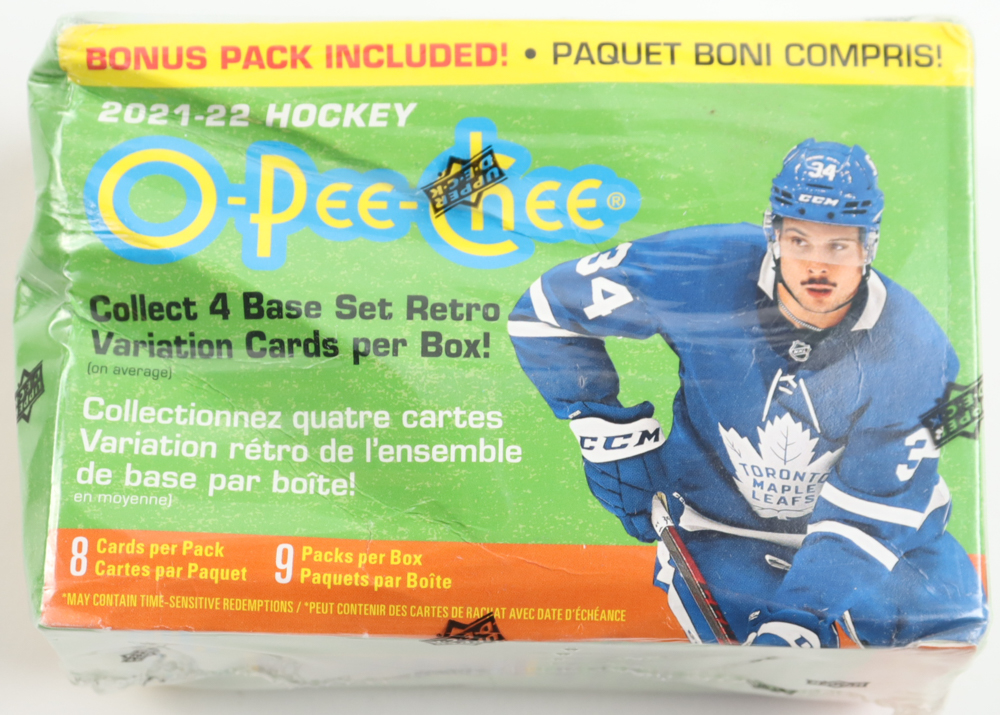 BONUS PACK INCLUDED! • PAQUET BONI COMPRIS!
2021-22 HOCKEY
O-PEE-CHEE®
UPPER DECK
Collect 4 Base Set Retro
Variation Cards per Box!
(on average)
Collectionnez quatre cartes
Variation rétro de l'ensemble
de base par boîte!
en moyenne)
8 Cards per Pack
Cartes par Paquet
9 Packs per Box
Paquets par Boîte
*MAY CONTAIN TIME-SENSITIVE REDEMPTIONS / *PEUT CONTENIR DES CARTES DE RACHAT AVEC DATE D'ÉCHÉANCE
34
CCM
34
CCM
TORONTO
MAPLE
LEAFS
3
UPPER DECK